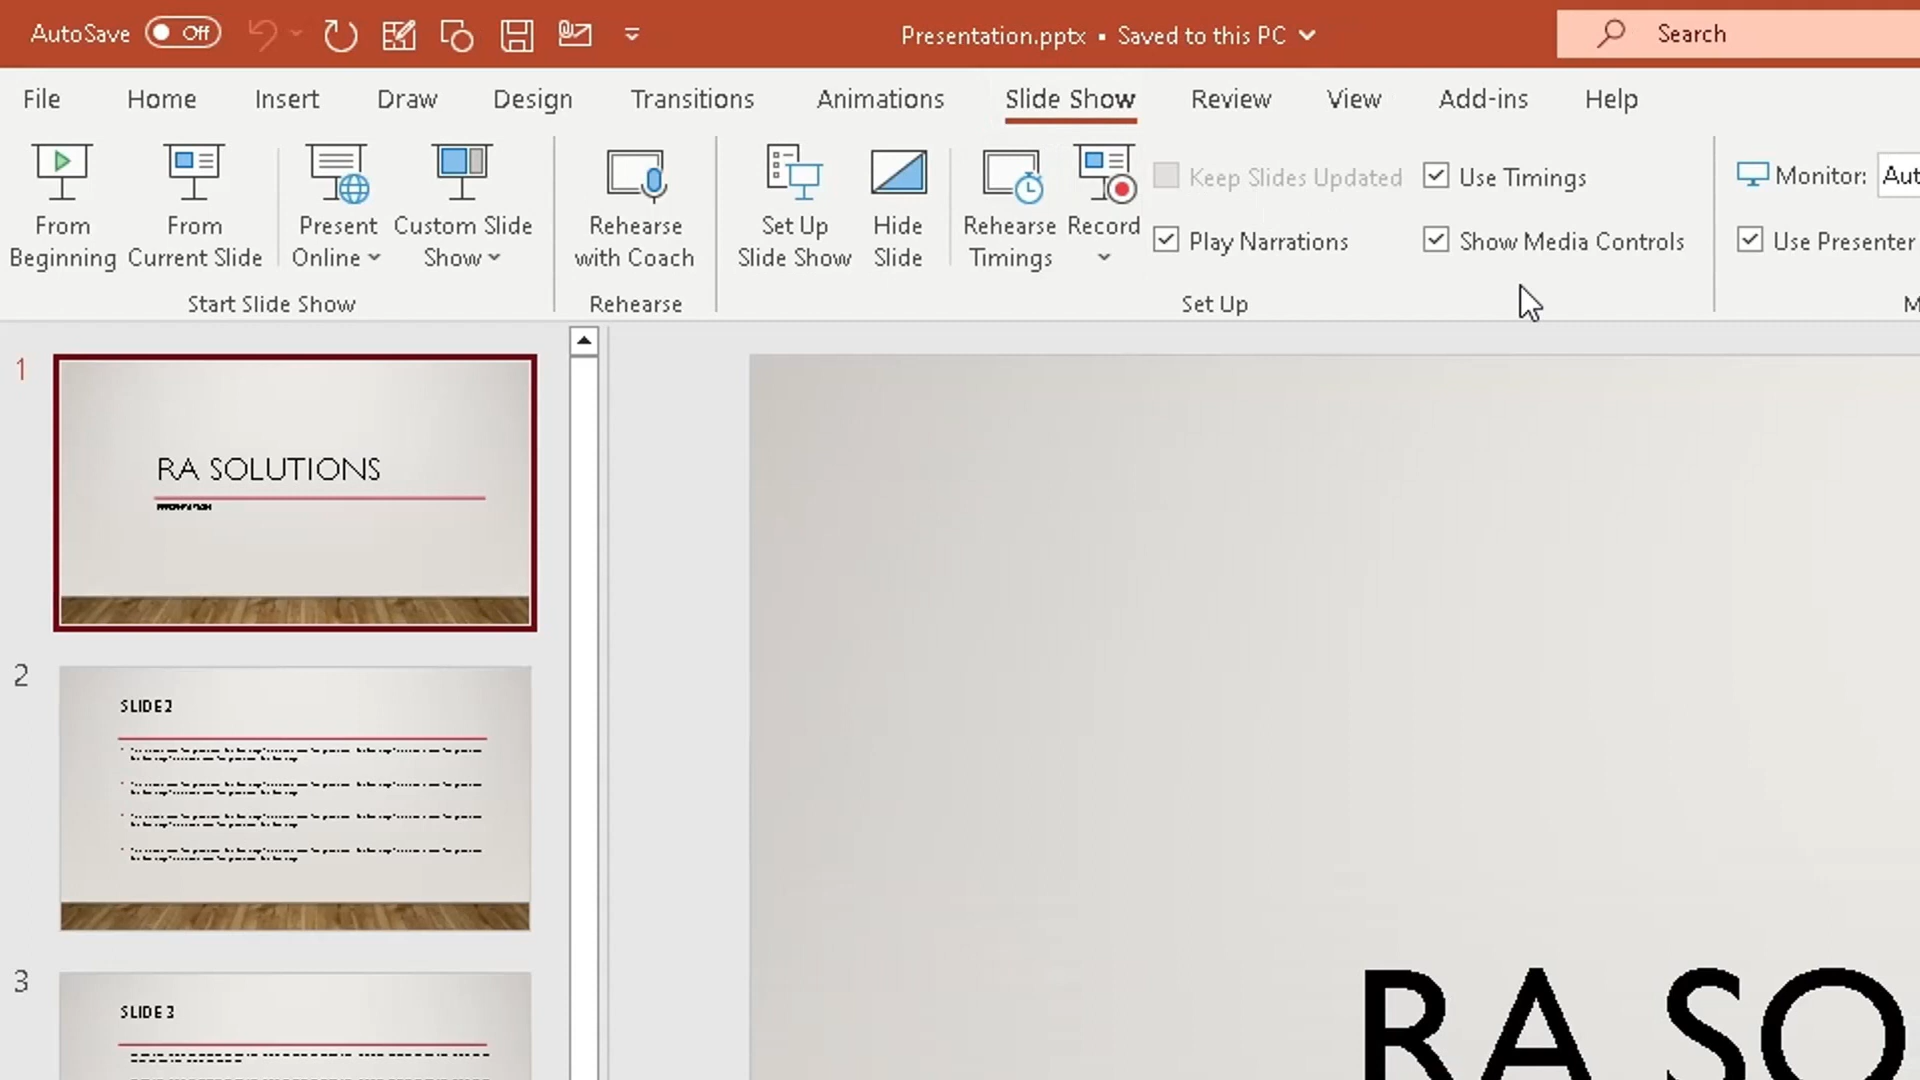 AutoSave Off
Presentation.pptx • Saved to this PC
Search
File Home Insert Draw Design Transitions Animations Slide Show Review View Add-ins Help
From Beginning
From Current Slide
Present Online
Custom Slide Show
Start Slide Show
Rehearse with Coach
Rehearse
Set Up Slide Show
Hide Slide
Rehearse Timings
Record
Keep Slides Updated
Play Narrations
Use Timings
Show Media Controls
Set Up
Monitor: Aut
Use Presenter
M
1
RA SOLUTIONS
2
SLIDE 2
3
SLIDE 3
RA SO